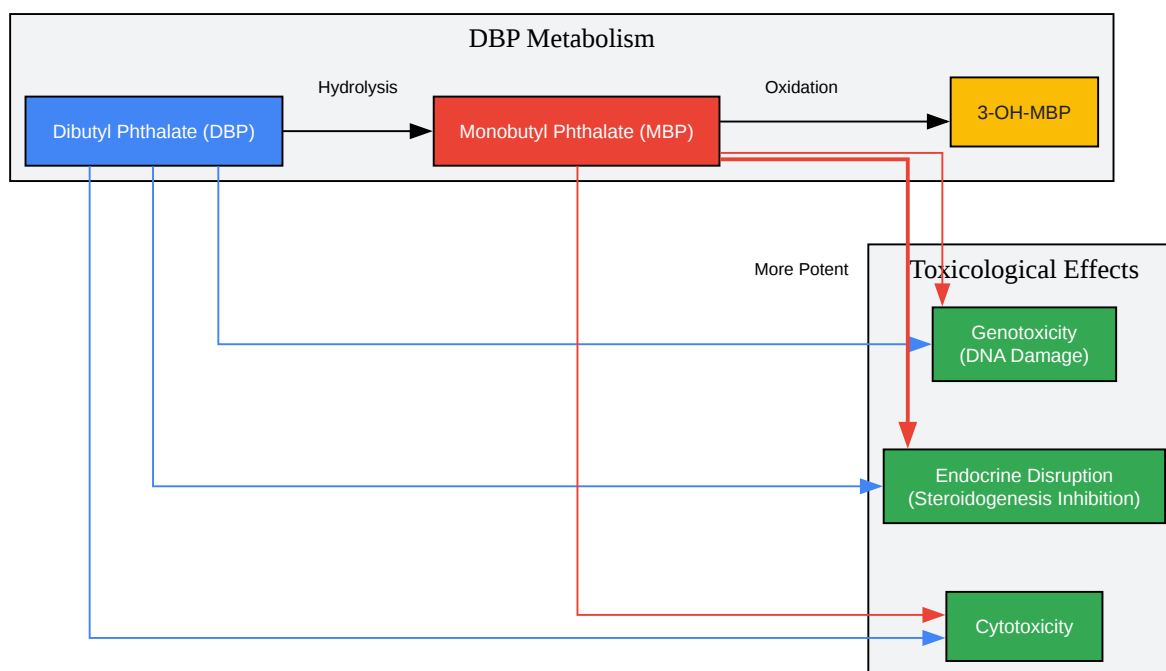 DBP Metabolism
Hydrolysis
Oxidation
Dibutyl Phthalate (DBP)
Monobutyl Phthalate (MBP)
3-OH-MBP
More Potent
Toxicological Effects
Genotoxicity
(DNA Damage)
Endocrine Disruption
(Steroidogenesis Inhibition)
Cytotoxicity